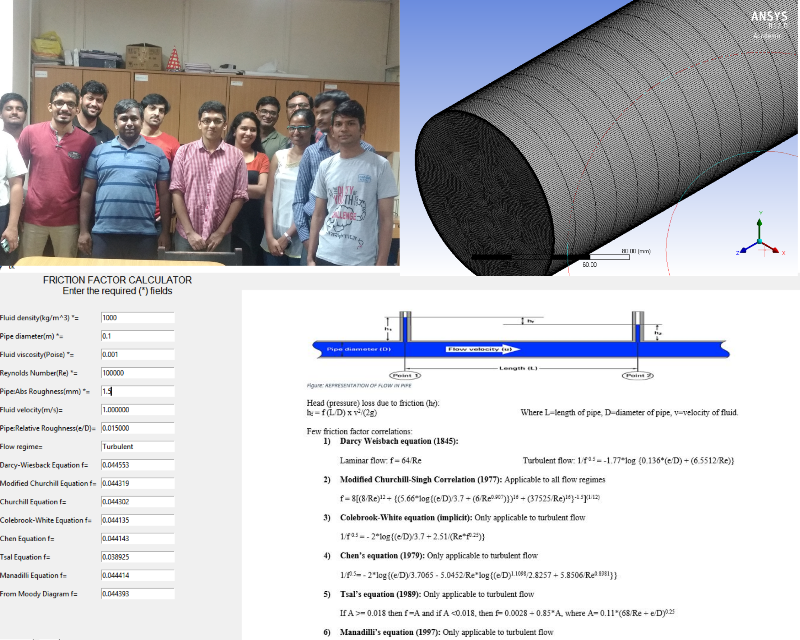 ANSYS
Academic
80.00 (mm)
60.00
FRICTION FACTOR CALCULATOR
Enter the required (*) fields
Fluid density(kg/m^3) *= 1000
Pipe diameter(m) *= 0.1
Fluid viscosity(Poise) *= 0.001
Reynolds Number(Re) *= 100000
Pipe:Abs Roughness(mm) *= 1.5
Fluid velocity(m/s)= 1.000000
Pipe:Relative Roughness(e/D)= 0.015000
Flow regime= Turbulent
Darcy-Wiesback Equation f= 0.044553
Modified Churchill Equation f= 0.044319
Churchill Equation f= 0.044302
Colebrook-White Equation f= 0.044135
Chen Equation f= 0.044143
Tsal Equation f= 0.038925
Manadilli Equation f= 0.044414
From Moody Diagram f= 0.044393
Pipe diameter (D) Flow velocity (u)
Length (L)
Point 1 Point 2
Figure: REPRESENTATION OF FLOW IN PIPE
Head (pressure) loss due to friction (hf):
hf = f (L/D) x v²/(2g) Where L=length of pipe, D=diameter of pipe, v=velocity of fluid.
Few friction factor correlations:
1) Darcy Weisbach equation (1845):
Laminar flow: f = 64/Re Turbulent flow: 1/f^0.5 = -1.77*log {0.136*(e/D) + (6.5512/Re)}
2) Modified Churchill-Singh Correlation (1977): Applicable to all flow regimes
f = 8[(8/Re)^12 + {(5.66*log{(e/D)/3.7 + (6/Re^0.907)})^16 + (37525/Re)^16}^-1.5](1/12)
3) Colebrook-White equation (implicit): Only applicable to turbulent flow
1/f^0.5 = - 2*log{(e/D)/3.7 + 2.51/(Re*f^0.25)}
4) Chen's equation (1979): Only applicable to turbulent flow
1/f^0.5= - 2*log{(e/D)/3.7065 - 5.0452/Re*log{(e/D)^1.1098/2.8257 + 5.8506/Re^0.8981}}
5) Tsal's equation (1989): Only applicable to turbulent flow
If A >= 0.018 then f =A and if A <0.018, then f= 0.0028 + 0.85*A, where A= 0.11*(68/Re + e/D)^0.25
6) Manadilli's equation (1997): Only applicable to turbulent flow